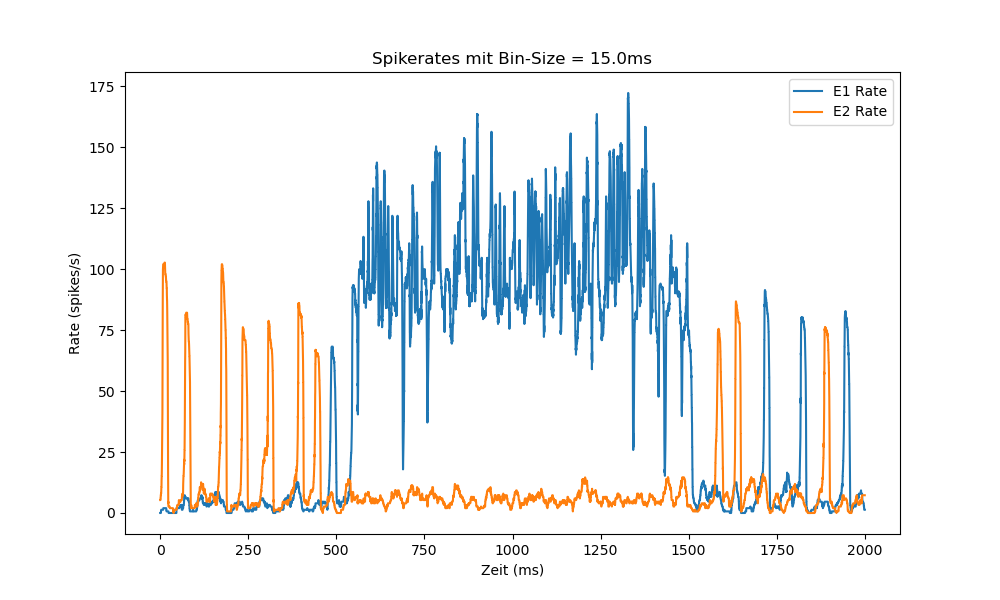 Spikerates mit Bin-Size = 15.0ms
E1 Rate
E2 Rate
175
150
125
100
75
50
25
0
Rate (spikes/s)
0 250 500 750 1000 1250 1500 1750 2000
Zeit (ms)